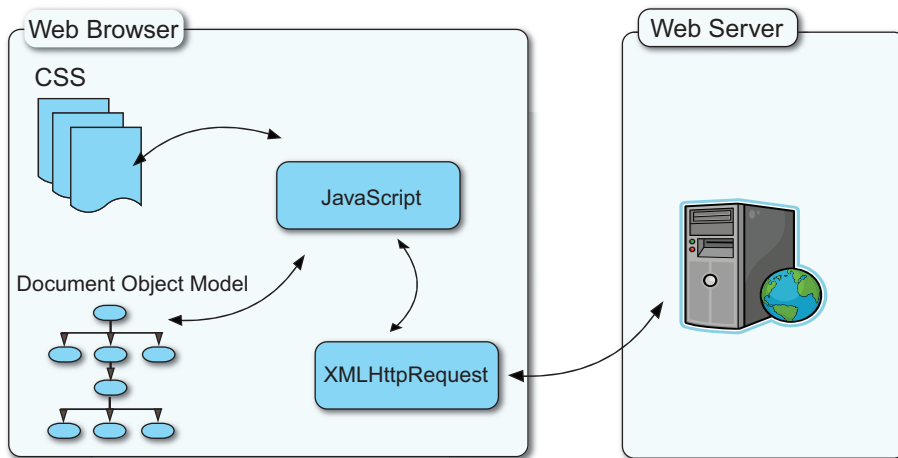 Web Browser
Web Server
CSS
JavaScript
Document Object Model
XMLHttpRequest